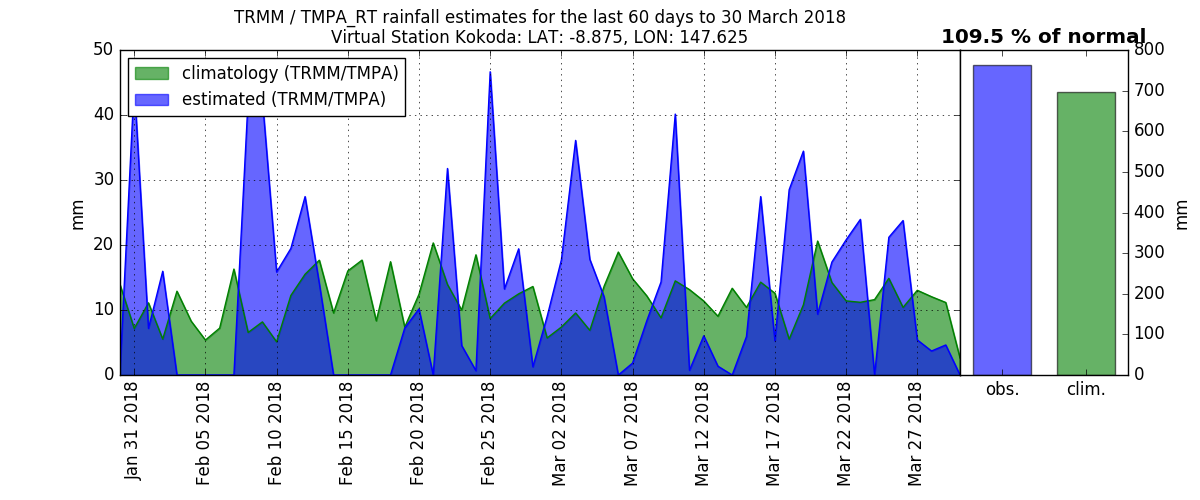 TRMM / TMPA_RT rainfall estimates for the last 60 days to 30 March 2018
Virtual Station Kokoda: LAT: -8.875, LON: 147.625
109.5 % of normal
climatology (TRMM/TMPA)
estimated (TRMM/TMPA)
mm
50
40
30
20
10
0
Jan 31 2018
Feb 05 2018
Feb 10 2018
Feb 15 2018
Feb 20 2018
Feb 25 2018
Mar 02 2018
Mar 07 2018
Mar 12 2018
Mar 17 2018
Mar 22 2018
Mar 27 2018
obs.
clim.
800
700
600
500
400
300
200
100
0
mm